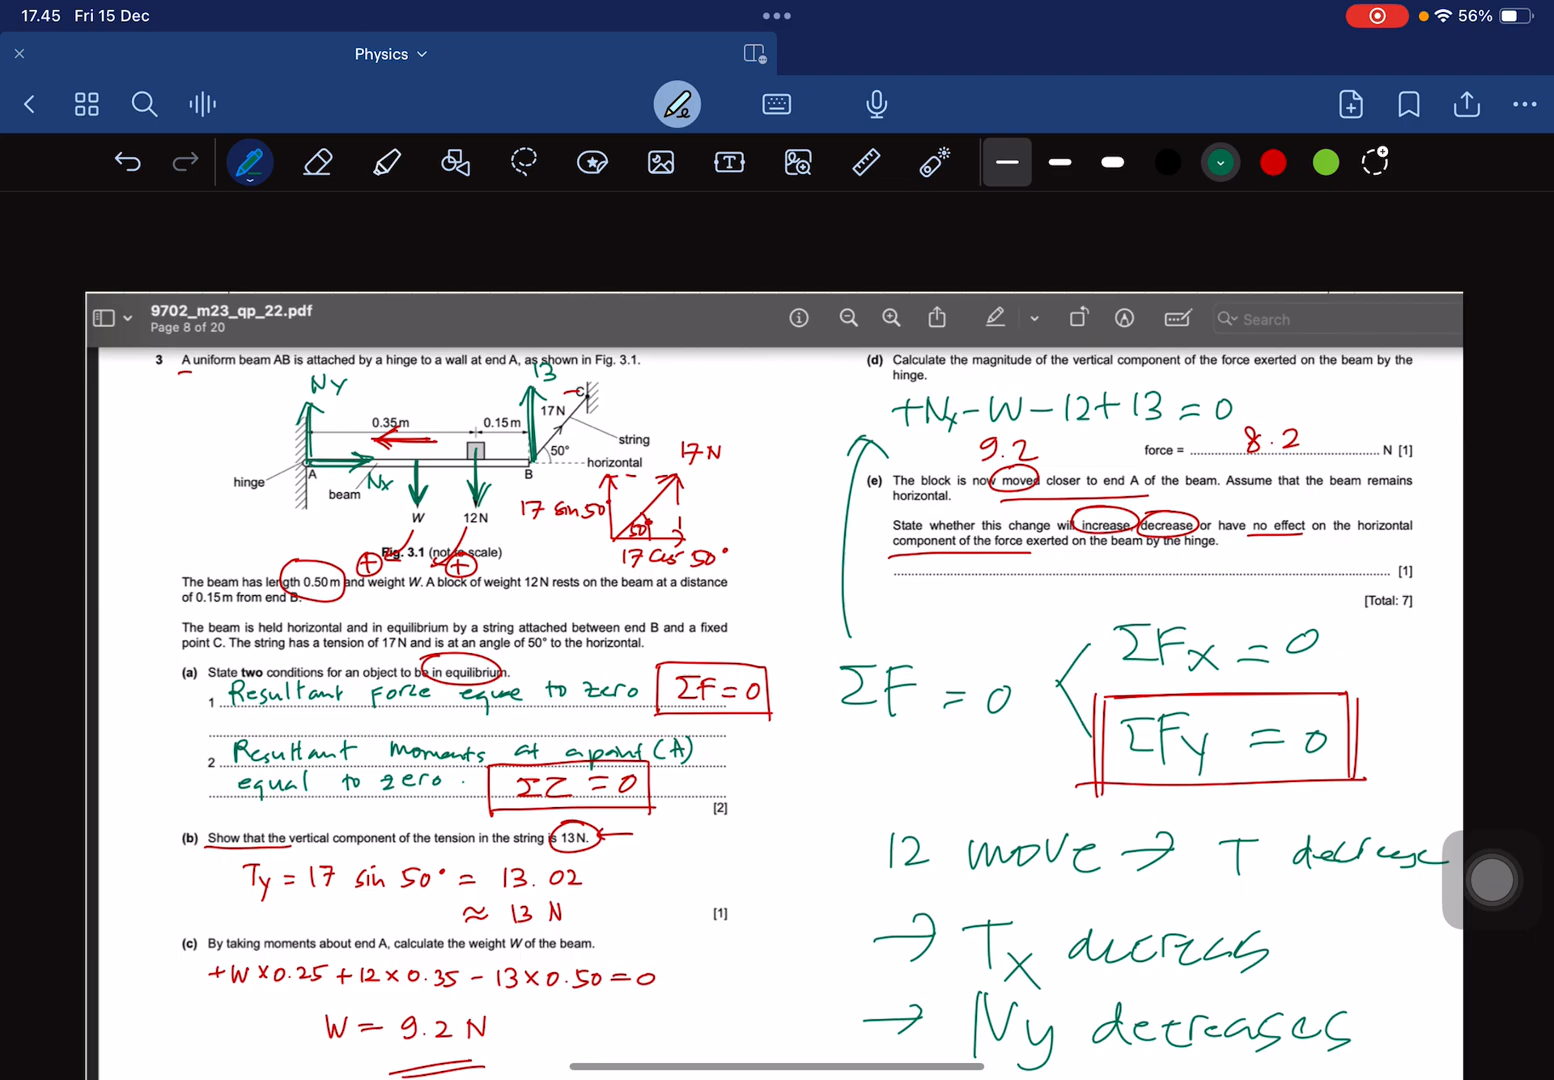 17.45 Fri 15 Dec
56%
Physics
9702_m23_qp_22.pdf
Page 8 of 20
Search
3 A uniform beam AB is attached by a hinge to a wall at end A, as shown in Fig. 3.1.
Ny
13
C
17N
0.35m
0.15m
50°
string
horizontal
hinge
A
Nx
beam
B
W
12N
17N
17 sin 50
50
17 cos 50°
Fig. 3.1 (not to scale)
+ +
The beam has length 0.50m and weight W. A block of weight 12N rests on the beam at a distance
of 0.15m from end B.
The beam is held horizontal and in equilibrium by a string attached between end B and a fixed
point C. The string has a tension of 17N and is at an angle of 50° to the horizontal.
(a) State two conditions for an object to be in equilibrium.
1 Resultant Force eque to zero ΣF = 0
2 Resultant moments at a point (A)
equal to zero. Στ = 0
[2]
(b) Show that the vertical component of the tension in the string is 13N.
Ty = 17 sin 50° = 13.02
≈ 13 N
[1]
(c) By taking moments about end A, calculate the weight W of the beam.
+W×0.25 + 12×0.35 - 13×0.50 = 0
W = 9.2 N
(d) Calculate the magnitude of the vertical component of the force exerted on the beam by the
hinge.
+Nx - W - 12 + 13 = 0
9.2
force = 8.2 N [1]
(e) The block is now moved closer to end A of the beam. Assume that the beam remains
horizontal.
State whether this change will increase, decrease or have no effect on the horizontal
component of the force exerted on the beam by the hinge.
[1]
[Total: 7]
ΣF = 0
ΣFx = 0
ΣFy = 0
12 move → T decrease
→ Tx decreas
→ Ny decreases